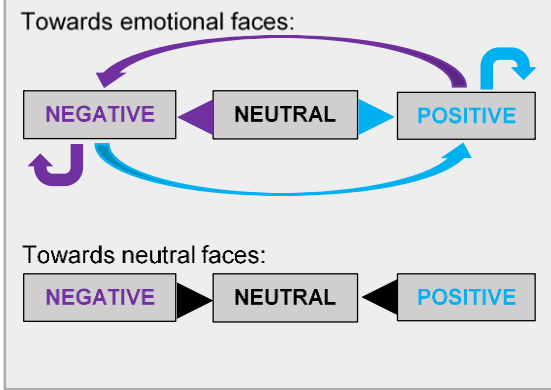 Towards emotional faces:
NEGATIVE NEUTRAL POSITIVE
Towards neutral faces:
NEGATIVE NEUTRAL POSITIVE